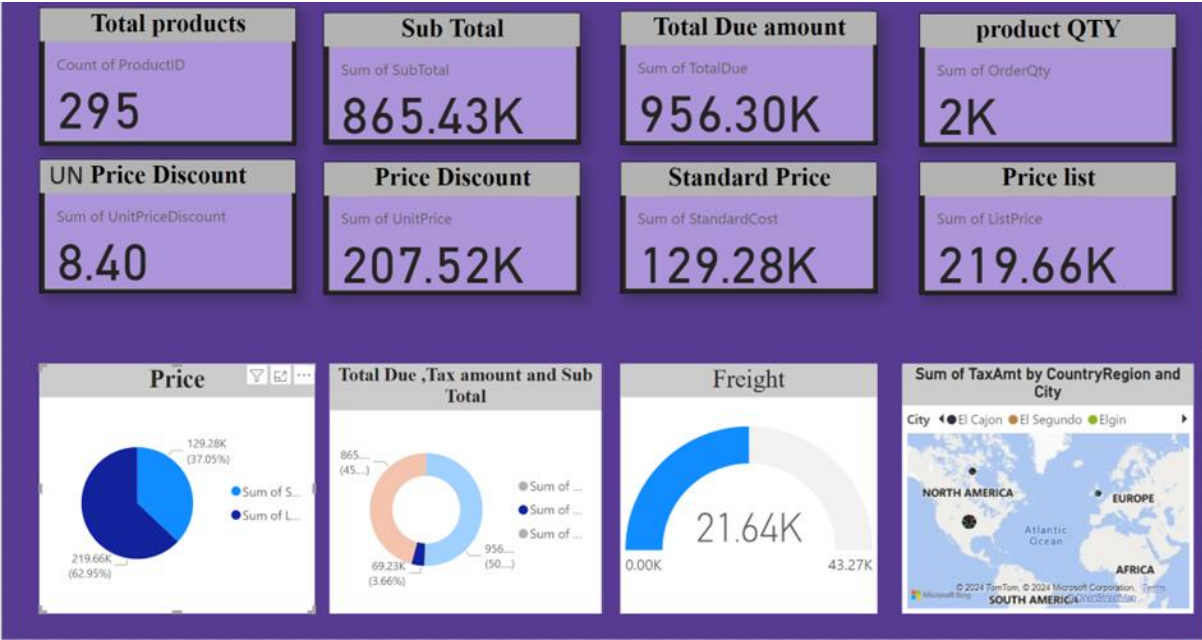 Total products
Count of ProductID
295
Sub Total
Sum of SubTotal
865.43K
Total Due amount
Sum of TotalDue
956.30K
product QTY
Sum of OrderQty
2K
UN Price Discount
Sum of UnitPriceDiscount
8.40
Price Discount
Sum of UnitPrice
207.52K
Standard Price
Sum of StandardCost
129.28K
Price list
Sum of ListPrice
219.66K
Price
129.28K
(37.05%)
219.66K
(62.95%)
Sum of S...
Sum of L...
Total Due ,Tax amount and Sub
Total
865....
(45....)
69.23K
(3.66%)
956....
(50....)
Sum of ...
Sum of ...
Sum of ...
Freight
21.64K
0.00K
43.27K
Sum of TaxAmt by CountryRegion and
City
City El Cajon El Segundo Elgin
NORTH AMERICA
EUROPE
Atlantic
Ocean
AFRICA
SOUTH AMERICA
© 2024 TomTom, © 2024 Microsoft Corporation, Terms
Microsoft Bing
© OpenStreetMap